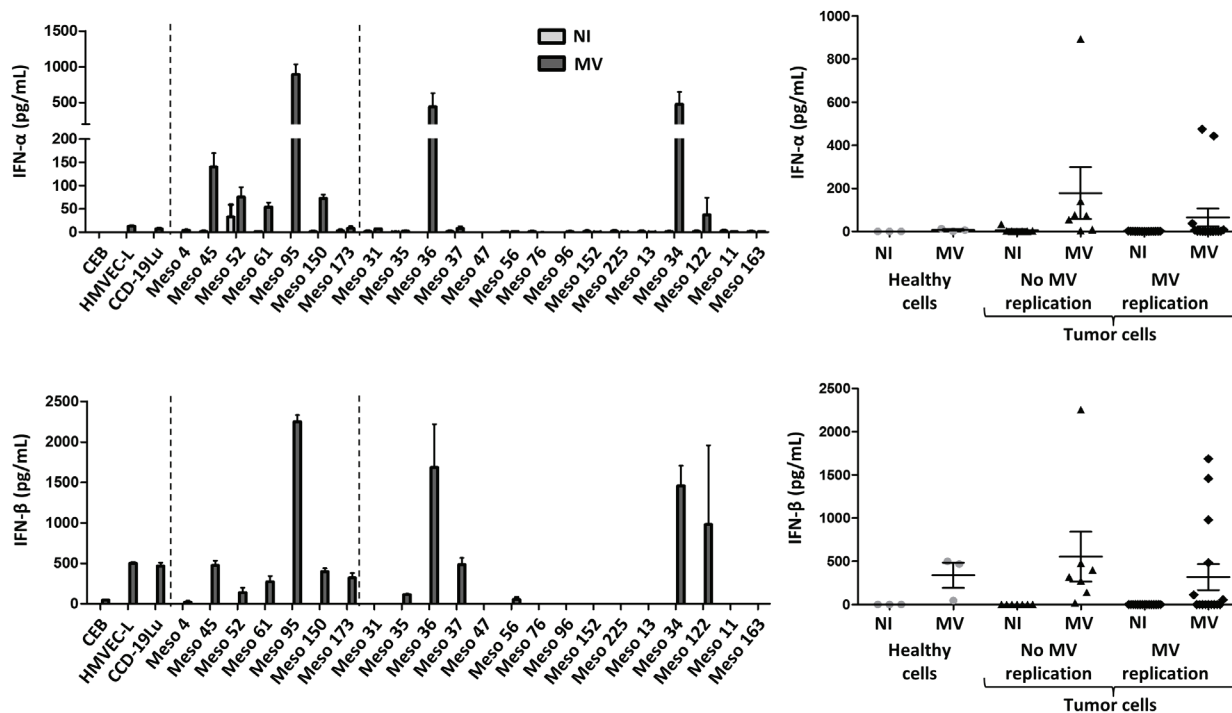 IFN-α (pg/mL)
1500
1000
500
200
150
100
50
0
NI
MV
CEB
HMVEC-L
CCD-19Lu
Meso 4
Meso 45
Meso 52
Meso 61
Meso 95
Meso 150
Meso 173
Meso 31
Meso 35
Meso 36
Meso 37
Meso 47
Meso 56
Meso 76
Meso 96
Meso 152
Meso 225
Meso 13
Meso 34
Meso 122
Meso 11
Meso 163
IFN-α (pg/mL)
1000
800
600
400
200
0
NI MV NI MV NI MV
Healthy cells
No MV replication
MV replication
Tumor cells
IFN-β (pg/mL)
2500
2000
1500
1000
500
0
CEB
HMVEC-L
CCD-19Lu
Meso 4
Meso 45
Meso 52
Meso 61
Meso 95
Meso 150
Meso 173
Meso 31
Meso 35
Meso 36
Meso 37
Meso 47
Meso 56
Meso 76
Meso 96
Meso 152
Meso 225
Meso 13
Meso 34
Meso 122
Meso 11
Meso 163
IFN-β (pg/mL)
2500
2000
1500
1000
500
0
NI MV NI MV NI MV
Healthy cells
No MV replication
MV replication
Tumor cells